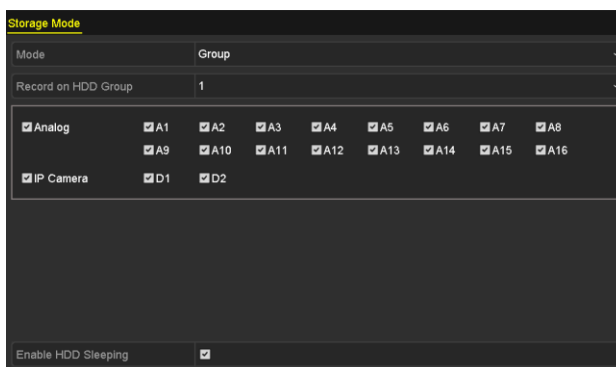 Storage Mode
Mode Group
Record on HDD Group 1
Analog A1 A2 A3 A4 A5 A6 A7 A8
A9 A10 A11 A12 A13 A14 A15 A16
IP Camera D1 D2
Enable HDD Sleeping